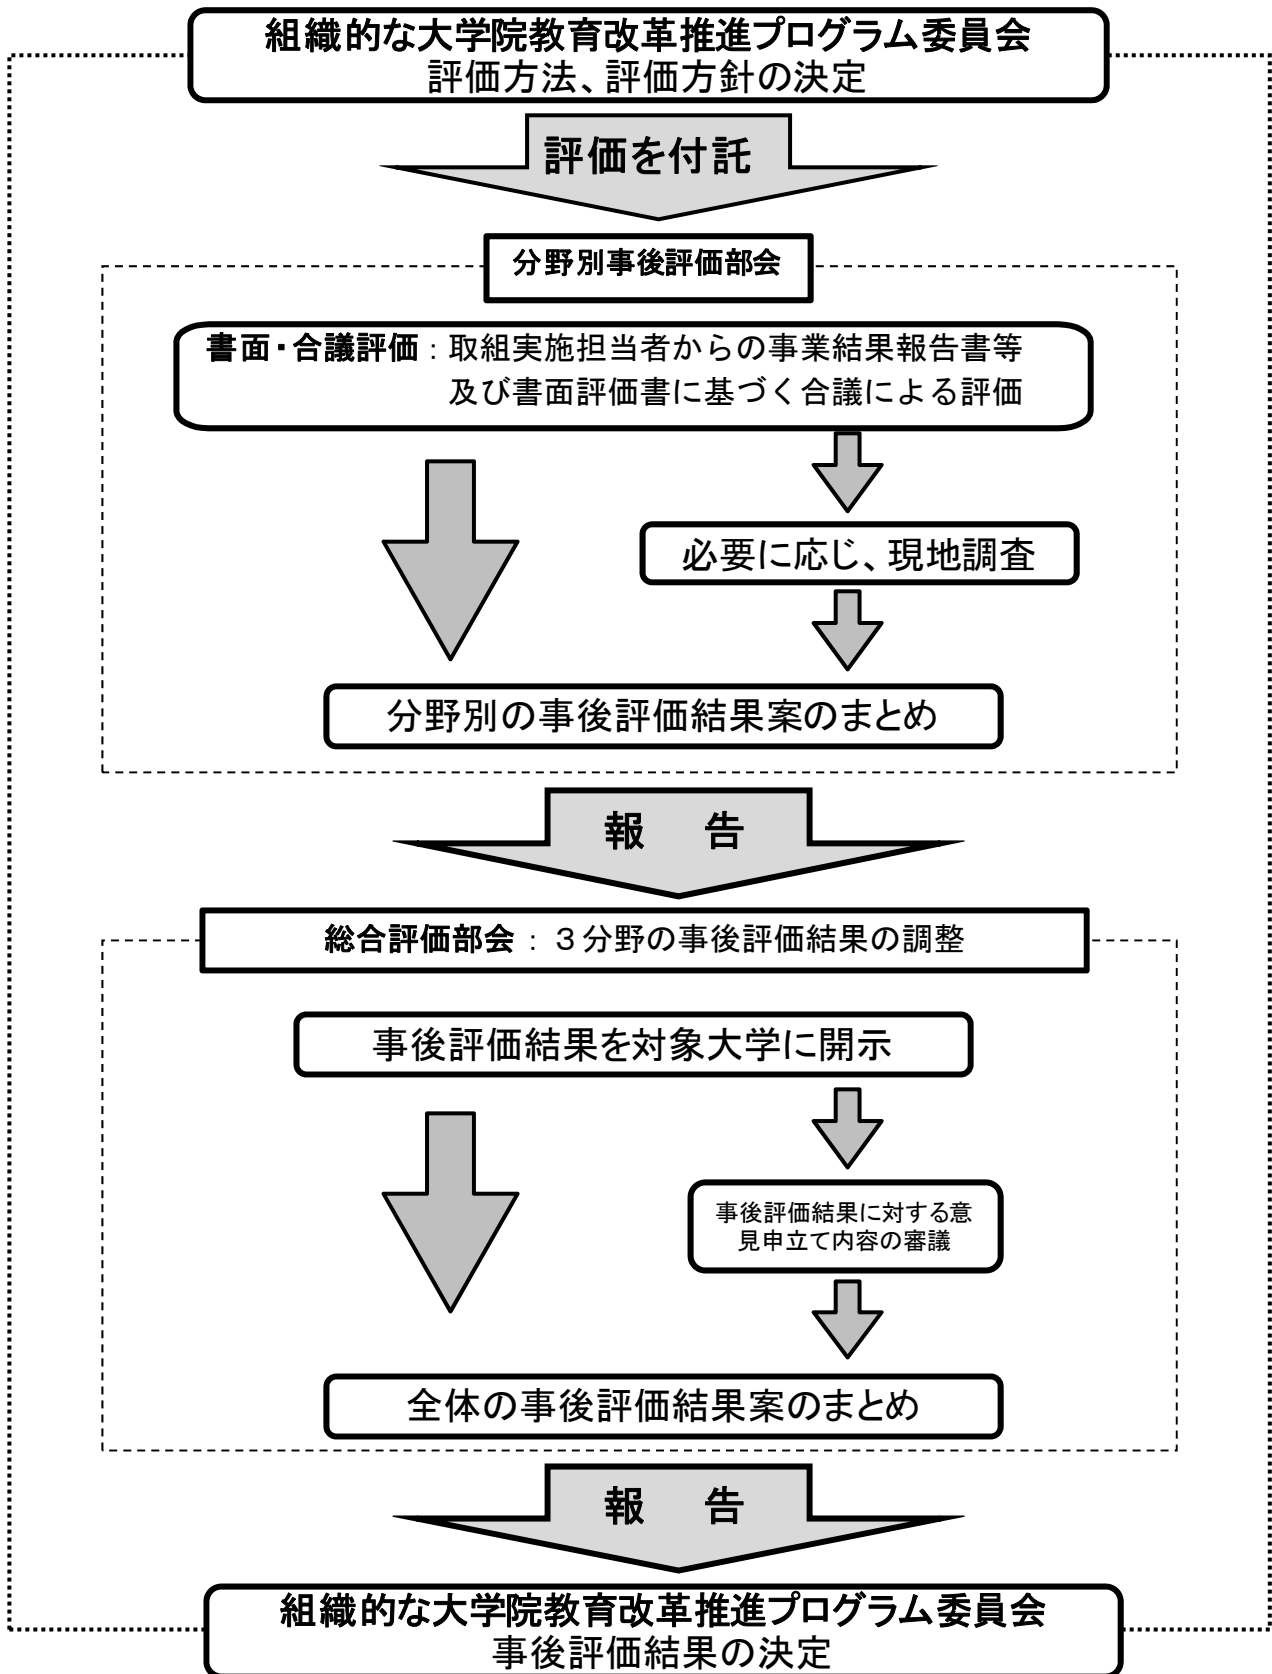 組織的な大学院教育改革推進プログラム委員会
評価方法、評価方針の決定
評価を付託
分野別事後評価部会
書面・合議評価：取組実施担当者からの事業結果報告書等
及び書面評価書に基づく合議による評価
必要に応じ、現地調査
分野別の事後評価結果案のまとめ
報　告
総合評価部会：３分野の事後評価結果の調整
事後評価結果を対象大学に開示
事後評価結果に対する意
見申立て内容の審議
全体の事後評価結果案のまとめ
報　告
組織的な大学院教育改革推進プログラム委員会
事後評価結果の決定